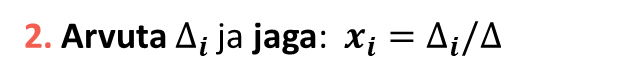 2. Arvuta Δᵢ ja jaga: xᵢ = Δᵢ/Δ